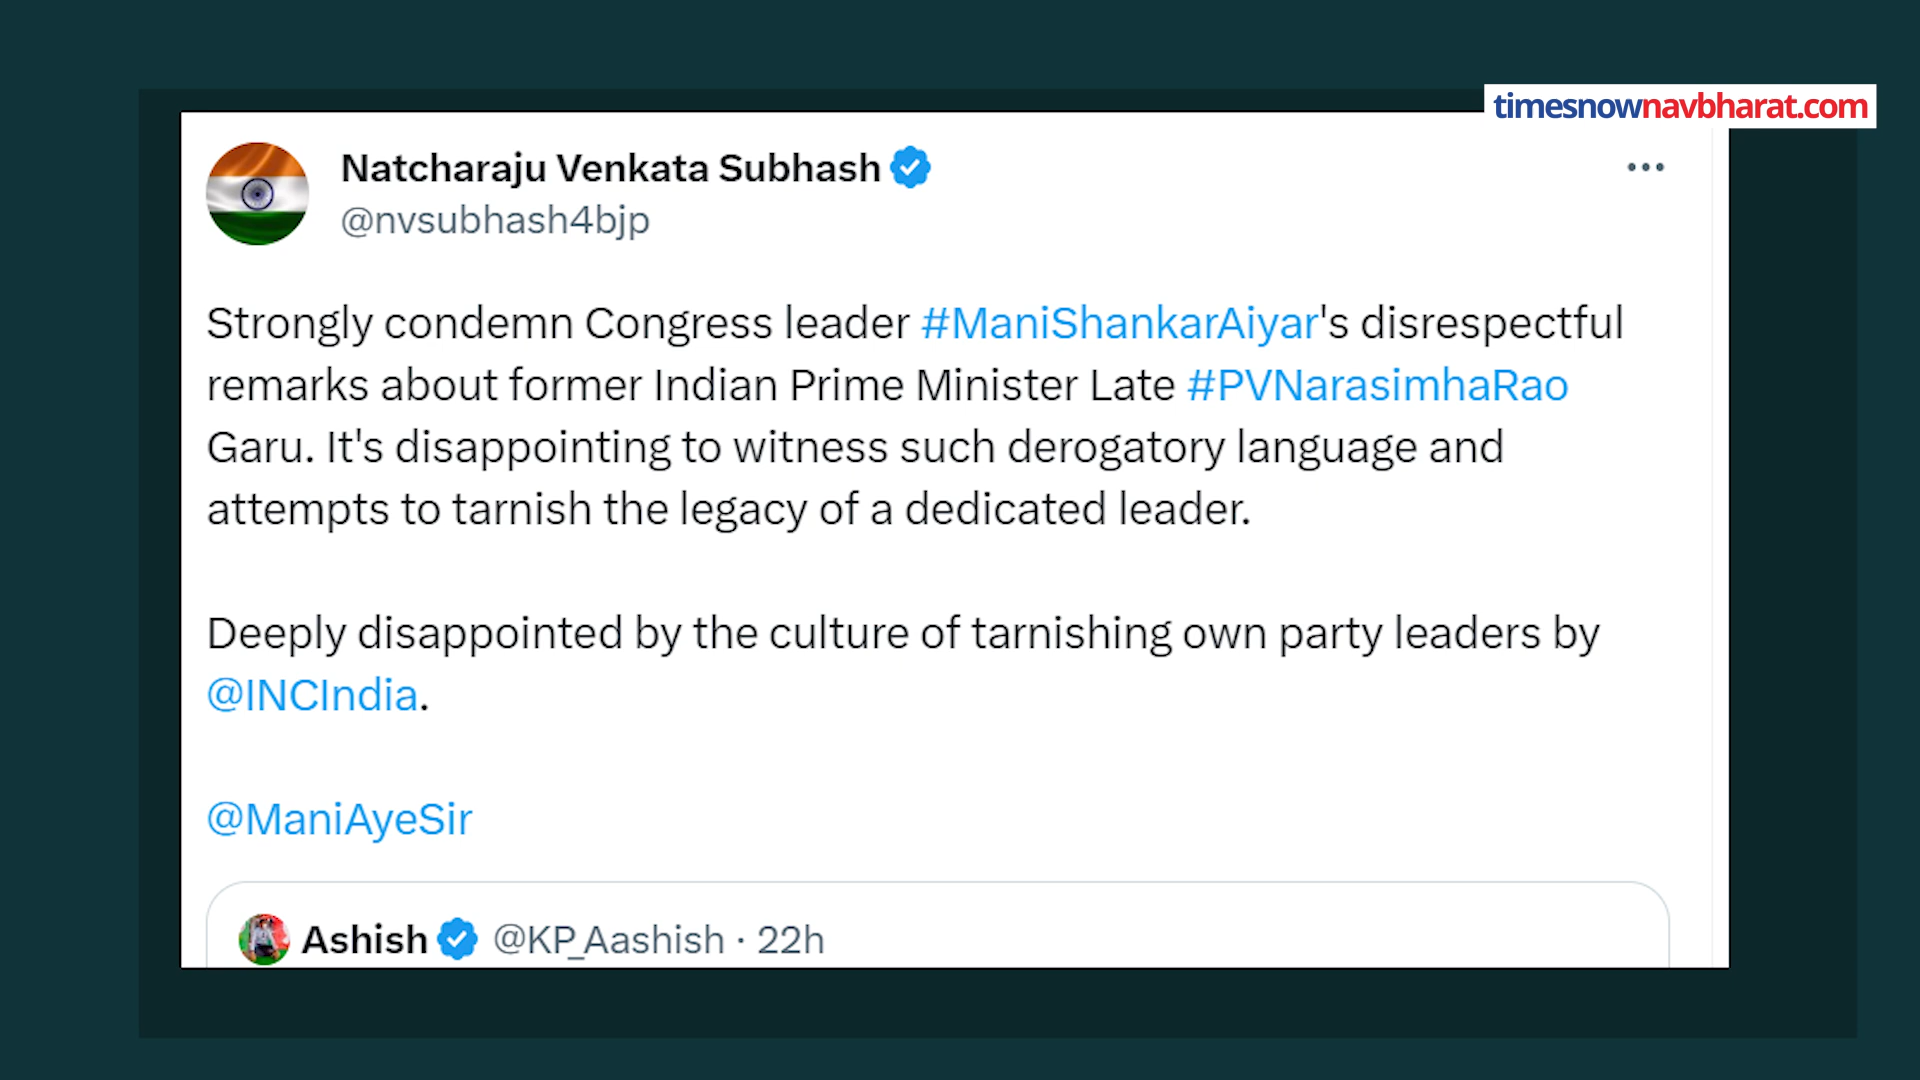 timesnownavbharat.com
Natcharaju Venkata Subhash
@nvsubhash4bjp
Strongly condemn Congress leader #ManiShankarAiyar's disrespectful
remarks about former Indian Prime Minister Late #PVNarasimhaRao
Garu. It's disappointing to witness such derogatory language and
attempts to tarnish the legacy of a dedicated leader.
Deeply disappointed by the culture of tarnishing own party leaders by
@INCIndia.
@ManiAyeSir
Ashish @KP_Aashish · 22h